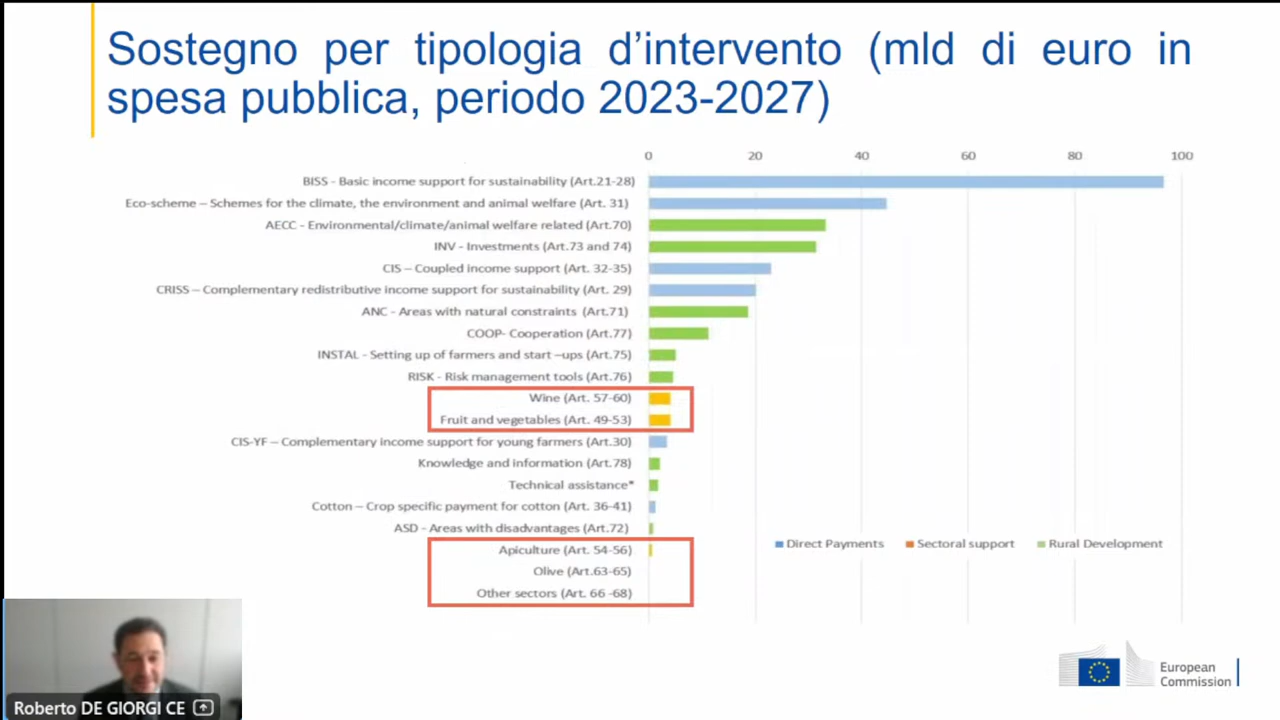 Sostegno per tipologia d'intervento (mld di euro in
spesa pubblica, periodo 2023-2027)
0 20 40 60 80 100
BISS - Basic income support for sustainability (Art.21-28)
Eco-scheme – Schemes for the climate, the environment and animal welfare (Art. 31)
AECC - Environmental/climate/animal welfare related (Art.70)
INV - Investments (Art.73 and 74)
CIS – Coupled income support (Art. 32-35)
CRISS – Complementary redistributive income support for sustainability (Art. 29)
ANC - Areas with natural constraints (Art.71)
COOP- Cooperation (Art.77)
INSTAL - Setting up of farmers and start –ups (Art.75)
RISK - Risk management tools (Art.76)
Wine (Art. 57-60)
Fruit and vegetables (Art. 49-53)
CIS-YF – Complementary income support for young farmers (Art.30)
Knowledge and information (Art.78)
Technical assistance*
Cotton – Crop specific payment for cotton (Art. 36-41)
ASD - Areas with disadvantages (Art.72)
Apiculture (Art. 54-56)
Olive (Art.63-65)
Other sectors (Art. 66 -68)
Direct Payments Sectoral support Rural Development
European
Commission
Roberto DE GIORGI CE